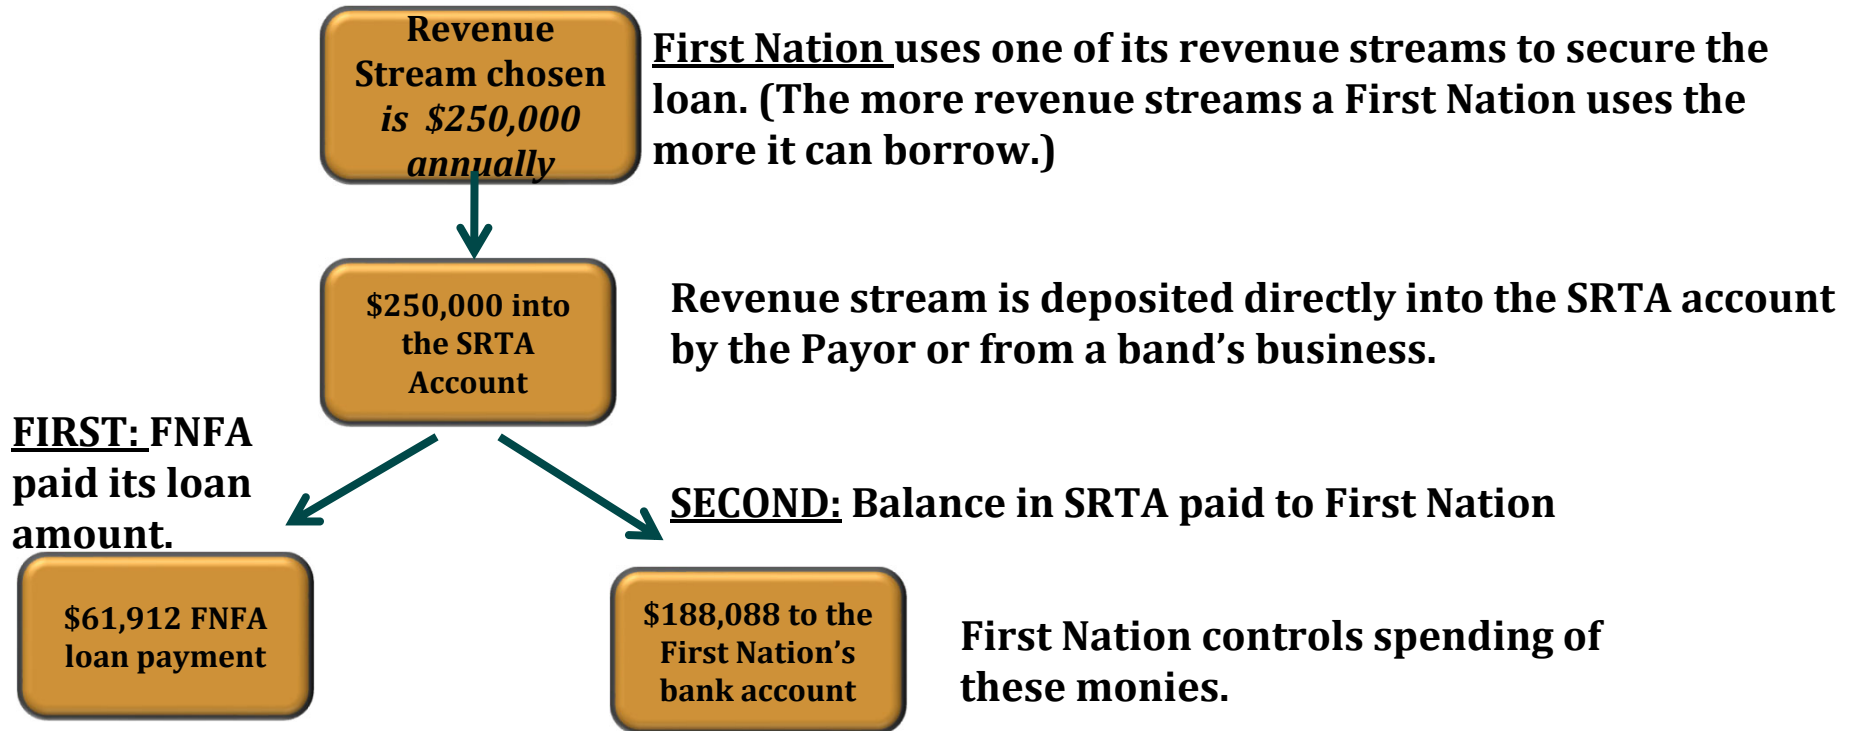 Revenue
Stream chosen
is $250,000
annually
First Nation uses one of its revenue streams to secure the
loan. (The more revenue streams a First Nation uses the
more it can borrow.)
$250,000 into
the SRTA
Account
Revenue stream is deposited directly into the SRTA account
by the Payor or from a band’s business.
FIRST: FNFA
paid its loan
amount.
SECOND: Balance in SRTA paid to First Nation
$61,912 FNFA
loan payment
$188,088 to the
First Nation’s
bank account
First Nation controls spending of
these monies.